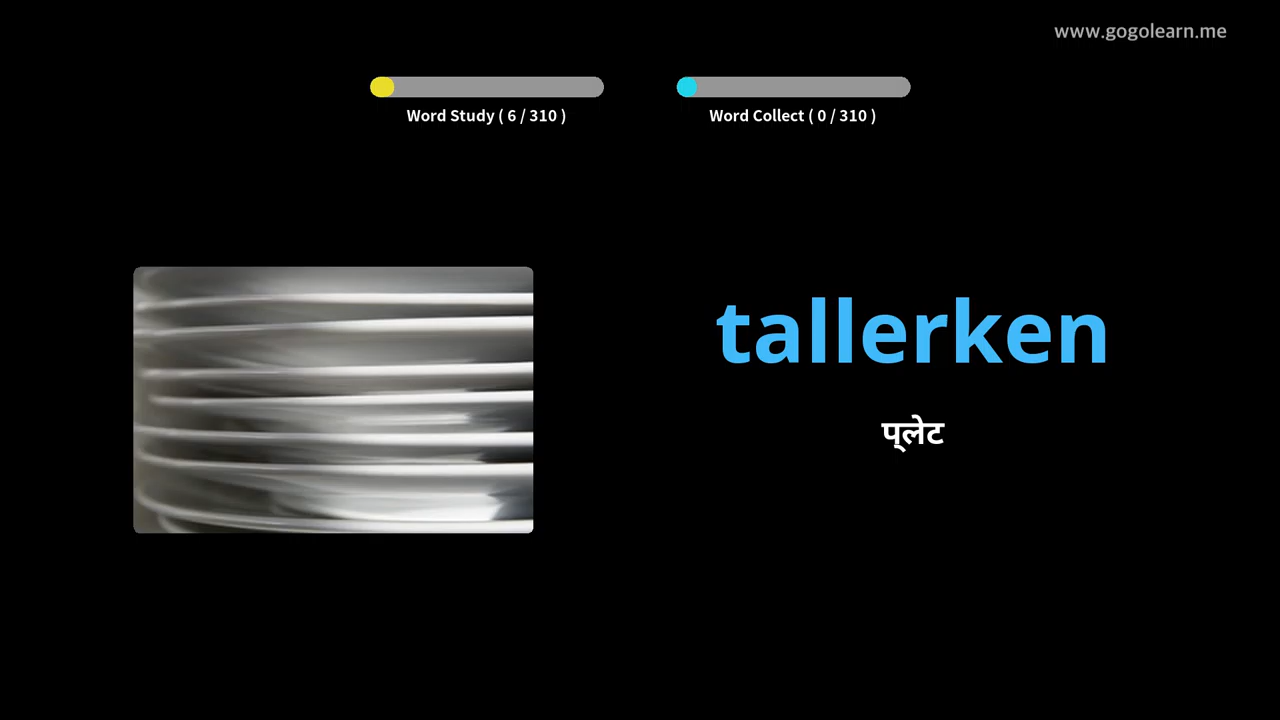 www.gogolearn.me
Word Study ( 6 / 310 )
Word Collect ( 0 / 310 )
tallerken
प्लेट